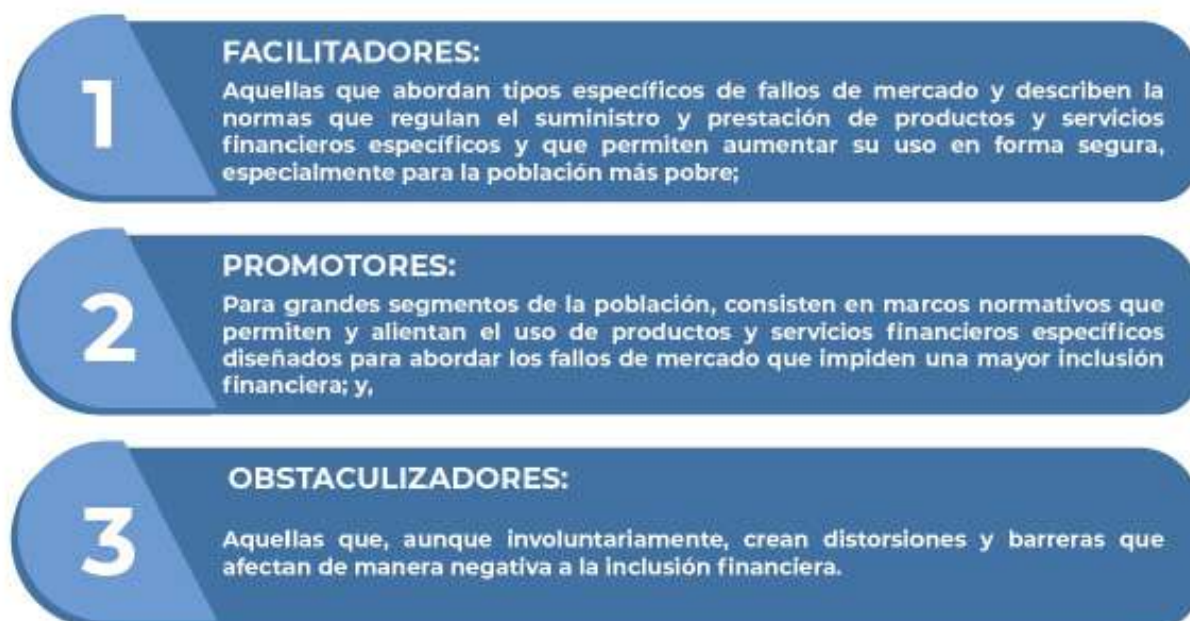 1
FACILITADORES:
Aquellas que abordan tipos específicos de fallos de mercado y describen la
normas que regulan el suministro y prestación de productos y servicios
financieros específicos y que permiten aumentar su uso en forma segura,
especialmente para la población más pobre;
2
PROMOTORES:
Para grandes segmentos de la población, consisten en marcos normativos que
permiten y alientan el uso de productos y servicios financieros específicos
diseñados para abordar los fallos de mercado que impiden una mayor inclusión
financiera; y,
3
OBSTACULIZADORES:
Aquellas que, aunque involuntariamente, crean distorsiones y barreras que
afectan de manera negativa a la inclusión financiera.